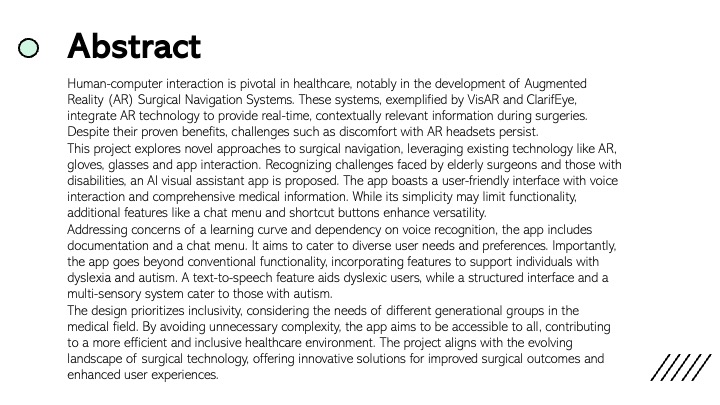 Abstract
Human-computer interaction is pivotal in healthcare, notably in the development of Augmented
Reality (AR) Surgical Navigation Systems. These systems, exemplified by VisAR and ClarifEye,
integrate AR technology to provide real-time, contextually relevant information during surgeries.
Despite their proven benefits, challenges such as discomfort with AR headsets persist.
This project explores novel approaches to surgical navigation, leveraging existing technology like AR,
gloves, glasses and app interaction. Recognizing challenges faced by elderly surgeons and those with
disabilities, an AI visual assistant app is proposed. The app boasts a user-friendly interface with voice
interaction and comprehensive medical information. While its simplicity may limit functionality,
additional features like a chat menu and shortcut buttons enhance versatility.
Addressing concerns of a learning curve and dependency on voice recognition, the app includes
documentation and a chat menu. It aims to cater to diverse user needs and preferences. Importantly,
the app goes beyond conventional functionality, incorporating features to support individuals with
dyslexia and autism. A text-to-speech feature aids dyslexic users, while a structured interface and a
multi-sensory system cater to those with autism.
The design prioritizes inclusivity, considering the needs of different generational groups in the
medical field. By avoiding unnecessary complexity, the app aims to be accessible to all, contributing
to a more efficient and inclusive healthcare environment. The project aligns with the evolving
landscape of surgical technology, offering innovative solutions for improved surgical outcomes and
enhanced user experiences.